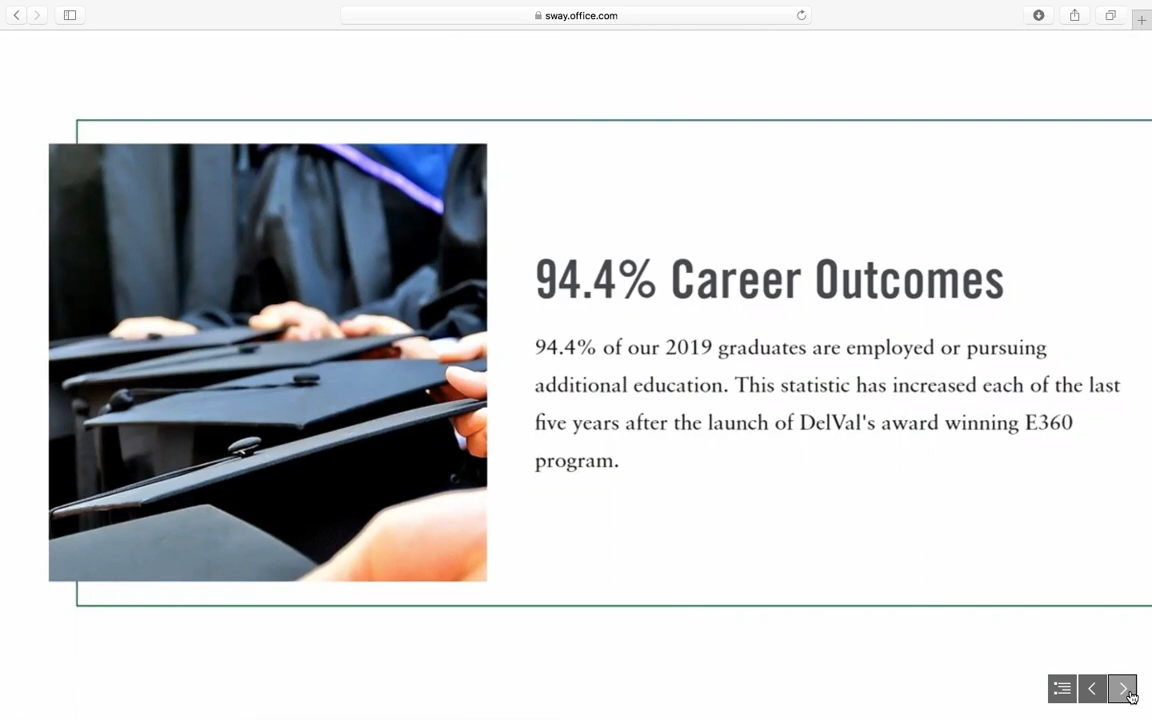 sway.office.com
94.4% Career Outcomes
94.4% of our 2019 graduates are employed or pursuing
additional education. This statistic has increased each of the last
five years after the launch of DelVal's award winning E360
program.